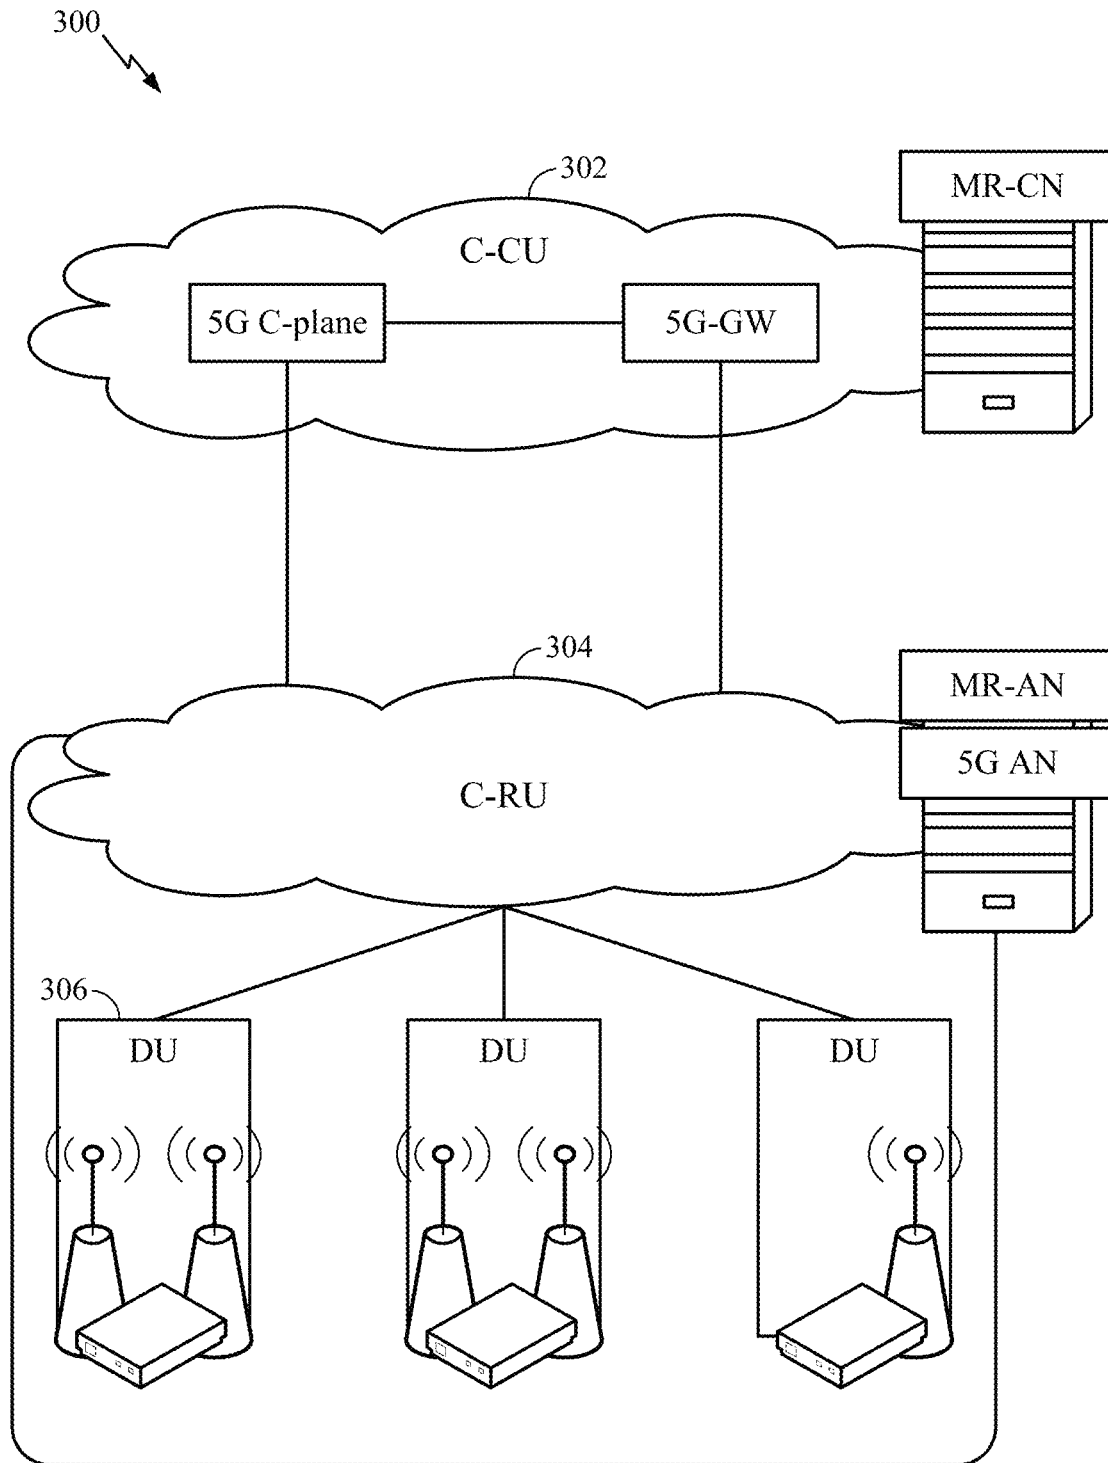 300
302
MR-CN
C-CU
5G C-plane
5G-GW
304
MR-AN
5G AN
C-RU
306
DU
DU
DU